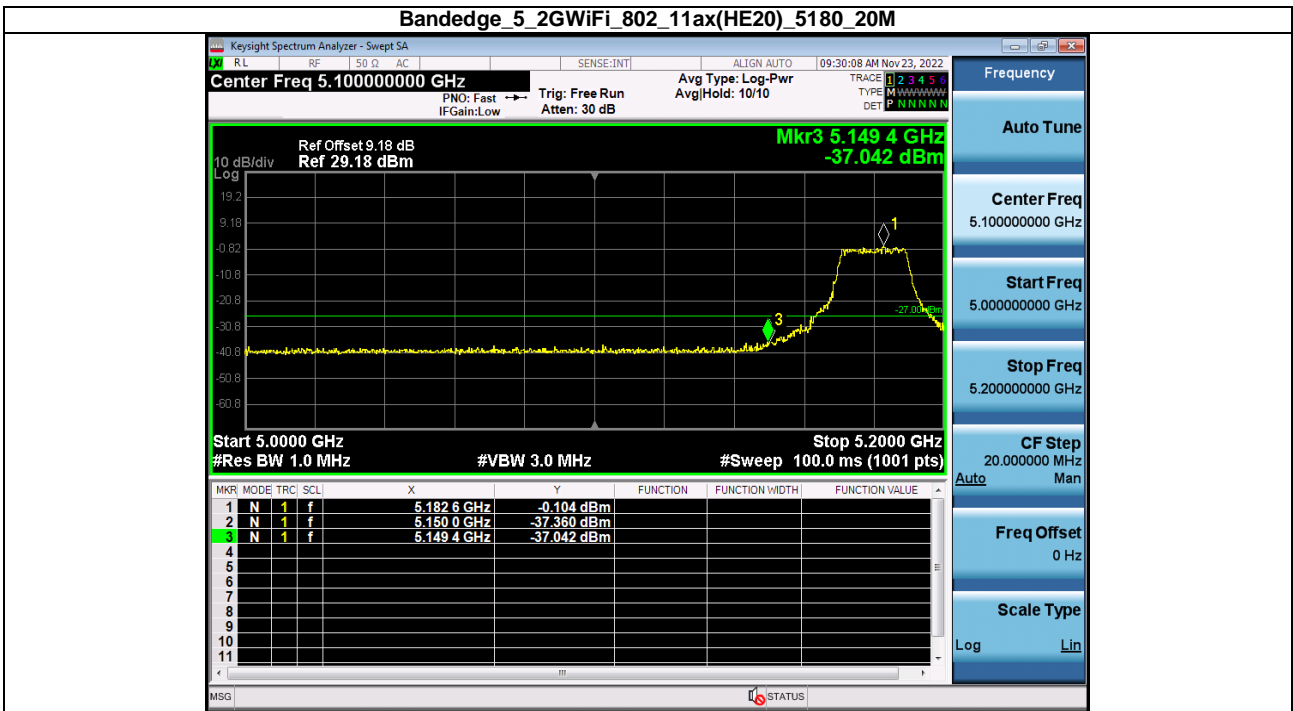 Bandedge_5_2GWiFi_802_11ax(HE20)_5180_20M
Keysight Spectrum Analyzer - Swept SA
LXI RL RF 50 Ω AC SENSE:INT ALIGN AUTO 09:30:08 AM Nov 23, 2022
Center Freq 5.100000000 GHz
PNO: Fast
IFGain:Low
Trig: Free Run
Atten: 30 dB
Avg Type: Log-Pwr
Avg|Hold: 10/10
TRACE 1 2 3 4 5 6
TYPE M WWWWW
DET P N N N N N
Ref Offset 9.18 dB
10 dB/div Ref 29.18 dBm
Log
Mkr3 5.149 4 GHz
-37.042 dBm
19.2
9.18
-0.82
-10.8
-20.8
-30.8
-40.8
-50.8
-60.8
1
3
-27.00 dBm
Start 5.0000 GHz Stop 5.2000 GHz
#Res BW 1.0 MHz #VBW 3.0 MHz #Sweep 100.0 ms (1001 pts)
MKR MODE TRC SCL X Y FUNCTION FUNCTION WIDTH FUNCTION VALUE
1 N 1 f 5.182 6 GHz -0.104 dBm
2 N 1 f 5.150 0 GHz -37.360 dBm
3 N 1 f 5.149 4 GHz -37.042 dBm
4
5
6
7
8
9
10
11
MSG STATUS
Frequency
Auto Tune
Center Freq
5.100000000 GHz
Start Freq
5.000000000 GHz
Stop Freq
5.200000000 GHz
CF Step
20.000000 MHz
Auto Man
Freq Offset
0 Hz
Scale Type
Log Lin